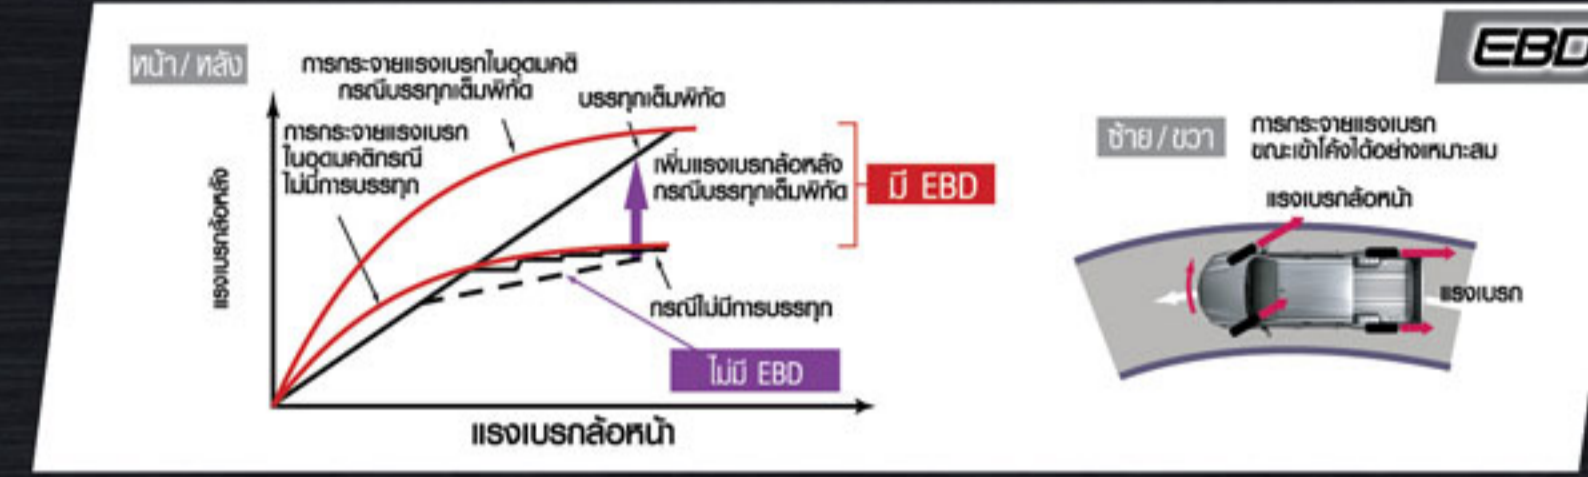 EBD
หน้า / หลัง
การกระจายแรงเบรกในอุดมคติ
กรณีบรรทุกเต็มพิกัด
บรรทุกเต็มพิกัด
การกระจายแรงเบรก
ในอุดมคติกรณี
ไม่มีการบรรทุก
เพิ่มแรงเบรกล้อหลัง
กรณีบรรทุกเต็มพิกัด
มี EBD
แรงเบรกล้อหลัง
กรณีไม่มีการบรรทุก
ไม่มี EBD
แรงเบรกล้อหน้า
ซ้าย / ขวา
การกระจายแรงเบรก
ขณะเข้าโค้งได้อย่างเหมาะสม
แรงเบรกล้อหน้า
แรงเบรก